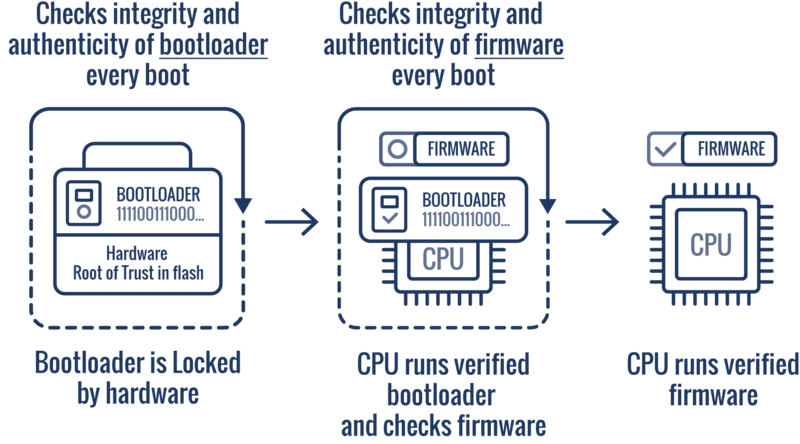 Checks integrity and
authenticity of bootloader
every boot
BOOTLOADER
111100111000...
Hardware
Root of Trust in flash
Bootloader is Locked
by hardware
Checks integrity and
authenticity of firmware
every boot
FIRMWARE
BOOTLOADER
111100111000...
CPU
CPU runs verified
bootloader
and checks firmware
FIRMWARE
CPU
CPU runs verified
firmware